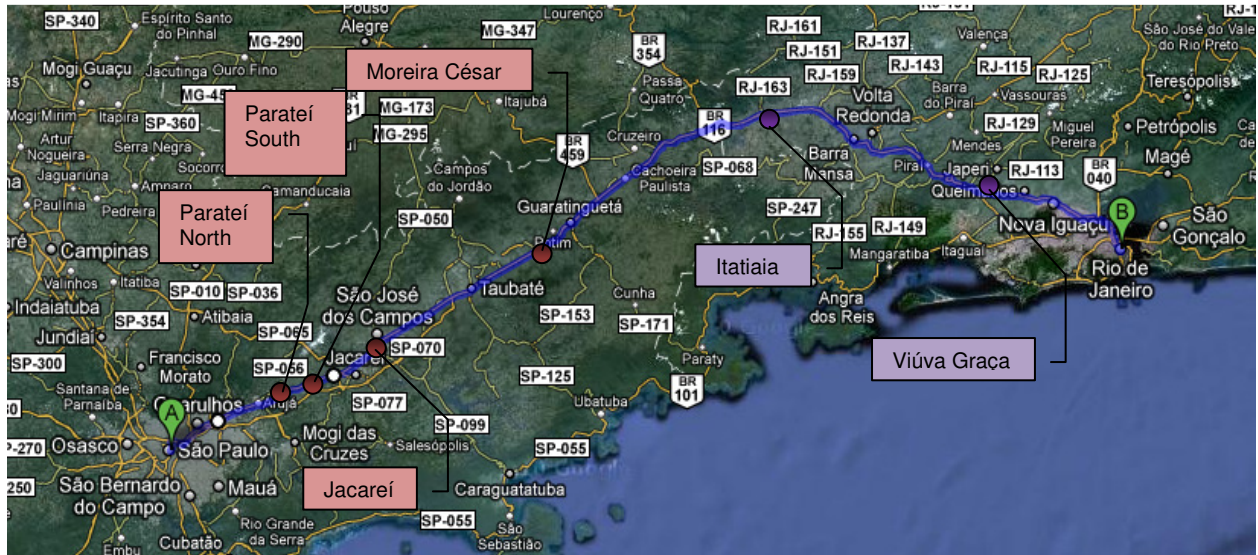 SP-340
Espírito Santo
do Pinhal
MG-290
Pouso
Alegre
MG-347
Lourenço
BR
354
RJ-161
RJ-151
RJ-137
Valença
São José do Val
do Rio Preto
Mogi Guaçu
Jacutinga
Ouro Fino
Moreira César
Passa
Quatro
RJ-163
RJ-159
RJ-143
RJ-115
RJ-125
Teresópolis
Mogi Mirim
Itapira
SP-360
Parateí
South
MG-173
Itajubá
BR
459
Cruzeiro
BR
116
Volta
Redonda
Barra
do Piraí
Vassouras
RJ-129
Miguel
Pereira
Petrópolis
Artur
Nogueira
Serra Negra
Socorro
MG-295
Jaguariúna
Amparo
Campos
do Jordão
Cachoeira
Paulista
SP-068
Barra
Mansa
Mendes
Piraí
Japeri
RJ-113
BR
040
Magé
Paulínia
Pedreira
Camanducaia
Parateí
North
SP-050
Guaratinguetá
SP-247
RJ-155
RJ-149
Queimados
Nova Iguaçu
B
São
Gonçalo
Campinas
Potim
Itatiaia
Mangaratiba
Itaguaí
Rio de
Janeiro
Valinhos
Itatiba
SP-010
SP-036
Indaiatuba
SP-354
Atibaia
SP-065
São José
dos Campos
Taubaté
SP-153
Cunha
SP-171
Angra
dos Reis
Jundiaí
SP-300
Francisco
Morato
SP-056
Jacareí
SP-070
Paraty
Viúva Graça
Santana de
Parnaíba
A
Guarulhos
Arujá
SP-077
SP-125
BR
101
Osasco
São Paulo
Mogi das
Cruzes
Salesópolis
SP-099
Ubatuba
SP-055
São Bernardo
do Campo
Mauá
Jacareí
Caraguatatuba
Rio Grande
da Serra
SP-055
São
Sebastião
Embu
Cubatão